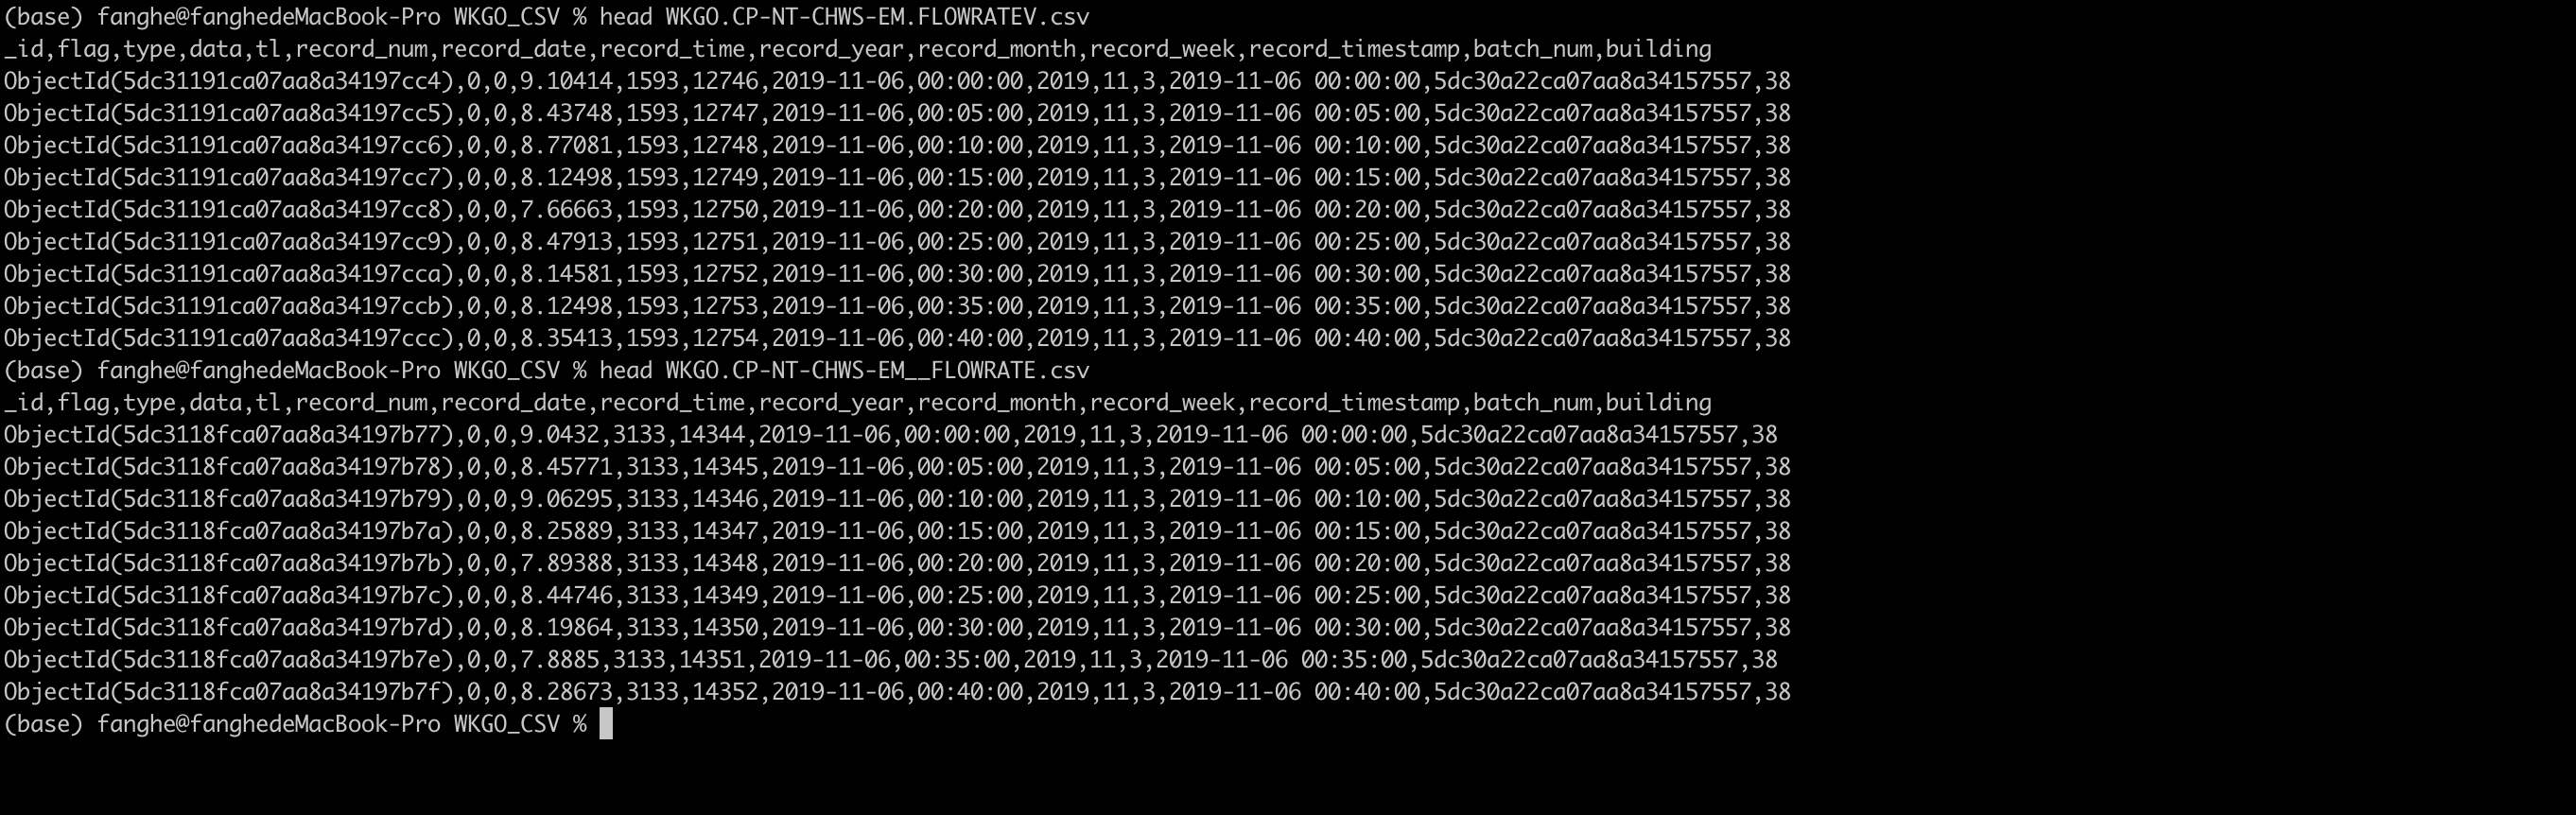 (base) fanghe@fanghedeMacBook-Pro WKGO_CSV % head WKGO.CP-NT-CHWS-EM.FLOWRATEV.csv
_id,flag,type,data,tl,record_num,record_date,record_time,record_year,record_month,record_week,record_timestamp,batch_num,building
ObjectId(5dc31191ca07aa8a34197cc4),0,0,9.10414,1593,12746,2019-11-06,00:00:00,2019,11,3,2019-11-06 00:00:00,5dc30a22ca07aa8a34157557,38
ObjectId(5dc31191ca07aa8a34197cc5),0,0,8.43748,1593,12747,2019-11-06,00:05:00,2019,11,3,2019-11-06 00:05:00,5dc30a22ca07aa8a34157557,38
ObjectId(5dc31191ca07aa8a34197cc6),0,0,8.77081,1593,12748,2019-11-06,00:10:00,2019,11,3,2019-11-06 00:10:00,5dc30a22ca07aa8a34157557,38
ObjectId(5dc31191ca07aa8a34197cc7),0,0,8.12498,1593,12749,2019-11-06,00:15:00,2019,11,3,2019-11-06 00:15:00,5dc30a22ca07aa8a34157557,38
ObjectId(5dc31191ca07aa8a34197cc8),0,0,7.66663,1593,12750,2019-11-06,00:20:00,2019,11,3,2019-11-06 00:20:00,5dc30a22ca07aa8a34157557,38
ObjectId(5dc31191ca07aa8a34197cc9),0,0,8.47913,1593,12751,2019-11-06,00:25:00,2019,11,3,2019-11-06 00:25:00,5dc30a22ca07aa8a34157557,38
ObjectId(5dc31191ca07aa8a34197cca),0,0,8.14581,1593,12752,2019-11-06,00:30:00,2019,11,3,2019-11-06 00:30:00,5dc30a22ca07aa8a34157557,38
ObjectId(5dc31191ca07aa8a34197ccb),0,0,8.12498,1593,12753,2019-11-06,00:35:00,2019,11,3,2019-11-06 00:35:00,5dc30a22ca07aa8a34157557,38
ObjectId(5dc31191ca07aa8a34197ccc),0,0,8.35413,1593,12754,2019-11-06,00:40:00,2019,11,3,2019-11-06 00:40:00,5dc30a22ca07aa8a34157557,38
(base) fanghe@fanghedeMacBook-Pro WKGO_CSV % head WKGO.CP-NT-CHWS-EM__FLOWRATE.csv
_id,flag,type,data,tl,record_num,record_date,record_time,record_year,record_month,record_week,record_timestamp,batch_num,building
ObjectId(5dc3118fca07aa8a34197b77),0,0,9.0432,3133,14344,2019-11-06,00:00:00,2019,11,3,2019-11-06 00:00:00,5dc30a22ca07aa8a34157557,38
ObjectId(5dc3118fca07aa8a34197b78),0,0,8.45771,3133,14345,2019-11-06,00:05:00,2019,11,3,2019-11-06 00:05:00,5dc30a22ca07aa8a34157557,38
ObjectId(5dc3118fca07aa8a34197b79),0,0,9.06295,3133,14346,2019-11-06,00:10:00,2019,11,3,2019-11-06 00:10:00,5dc30a22ca07aa8a34157557,38
ObjectId(5dc3118fca07aa8a34197b7a),0,0,8.25889,3133,14347,2019-11-06,00:15:00,2019,11,3,2019-11-06 00:15:00,5dc30a22ca07aa8a34157557,38
ObjectId(5dc3118fca07aa8a34197b7b),0,0,7.89388,3133,14348,2019-11-06,00:20:00,2019,11,3,2019-11-06 00:20:00,5dc30a22ca07aa8a34157557,38
ObjectId(5dc3118fca07aa8a34197b7c),0,0,8.44746,3133,14349,2019-11-06,00:25:00,2019,11,3,2019-11-06 00:25:00,5dc30a22ca07aa8a34157557,38
ObjectId(5dc3118fca07aa8a34197b7d),0,0,8.19864,3133,14350,2019-11-06,00:30:00,2019,11,3,2019-11-06 00:30:00,5dc30a22ca07aa8a34157557,38
ObjectId(5dc3118fca07aa8a34197b7e),0,0,7.8885,3133,14351,2019-11-06,00:35:00,2019,11,3,2019-11-06 00:35:00,5dc30a22ca07aa8a34157557,38
ObjectId(5dc3118fca07aa8a34197b7f),0,0,8.28673,3133,14352,2019-11-06,00:40:00,2019,11,3,2019-11-06 00:40:00,5dc30a22ca07aa8a34157557,38
(base) fanghe@fanghedeMacBook-Pro WKGO_CSV %